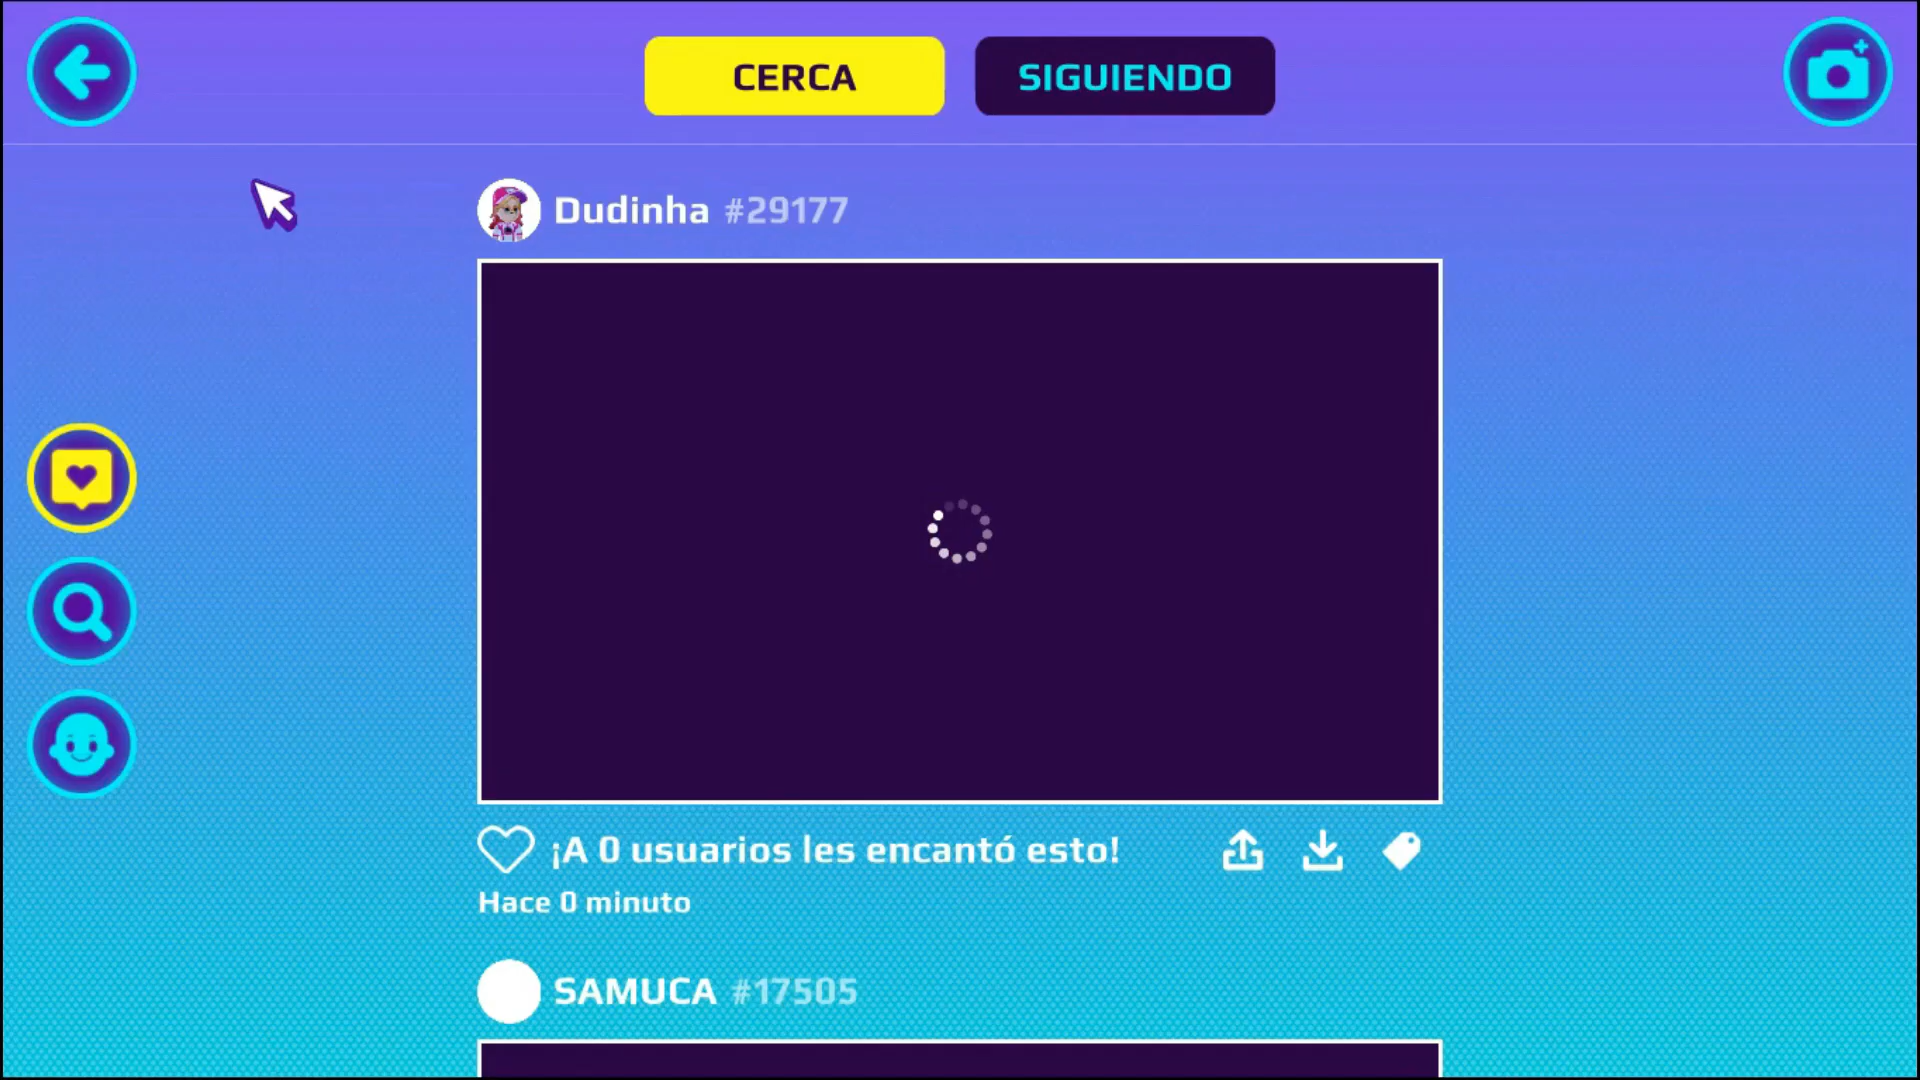 CERCA
SIGUIENDO
Dudinha #29177
¡A 0 usuarios les encantó esto!
Hace 0 minuto
SAMUCA #17505